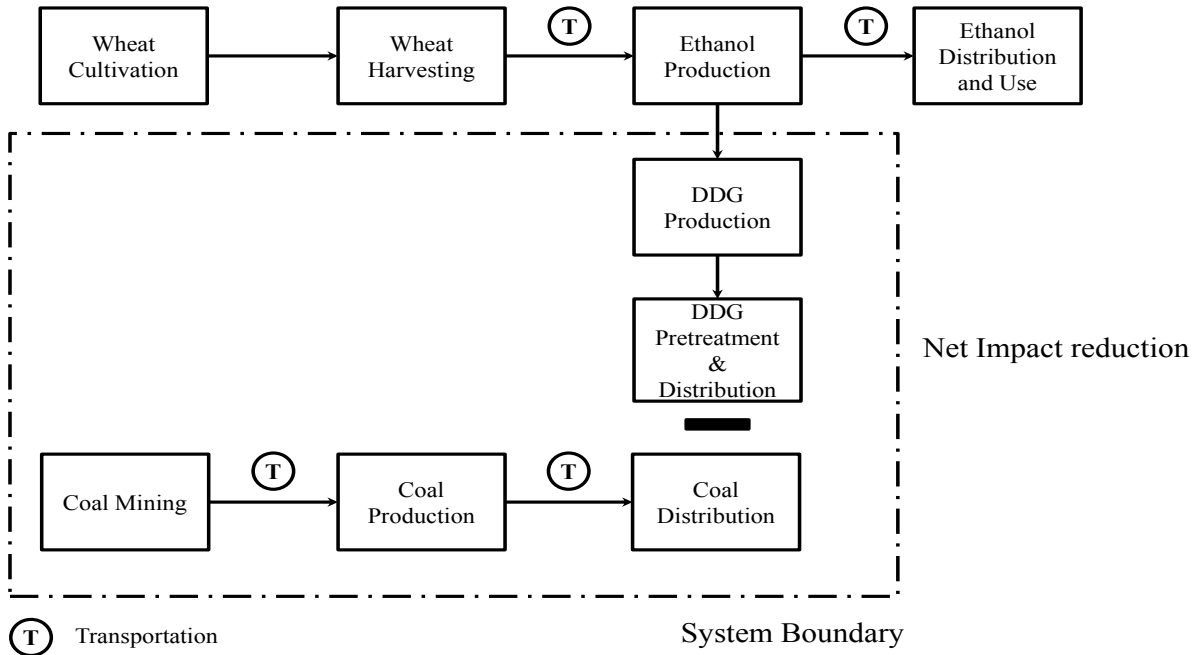 Wheat
Cultivation
Wheat
Harvesting
T
Ethanol
Production
T
Ethanol
Distribution
and Use
DDG
Production
DDG
Pretreatment
&
Distribution
Net Impact reduction
Coal Mining
T
Coal
Production
T
Coal
Distribution
T Transportation
System Boundary